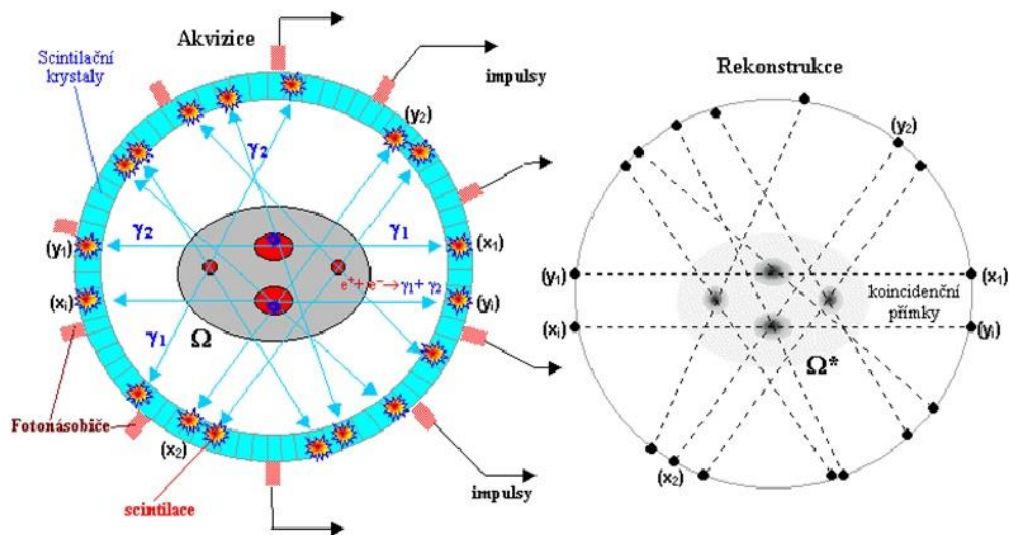 Akvizice
Scintilační
krystaly
impulsy
(y₂)
γ₂
γ₂
γ₁
(y₁)
(x₁)
e⁺+ e⁻→γ₁+ γ₂
(xᵢ)
(yᵢ)
γ₁
Ω
Fotonásobiče
(x₂)
scintilace
impulsy
Rekonstrukce
(y₂)
(y₁)
(x₁)
koincidenční
přímky
(xᵢ)
(yᵢ)
Ω*
(x₂)